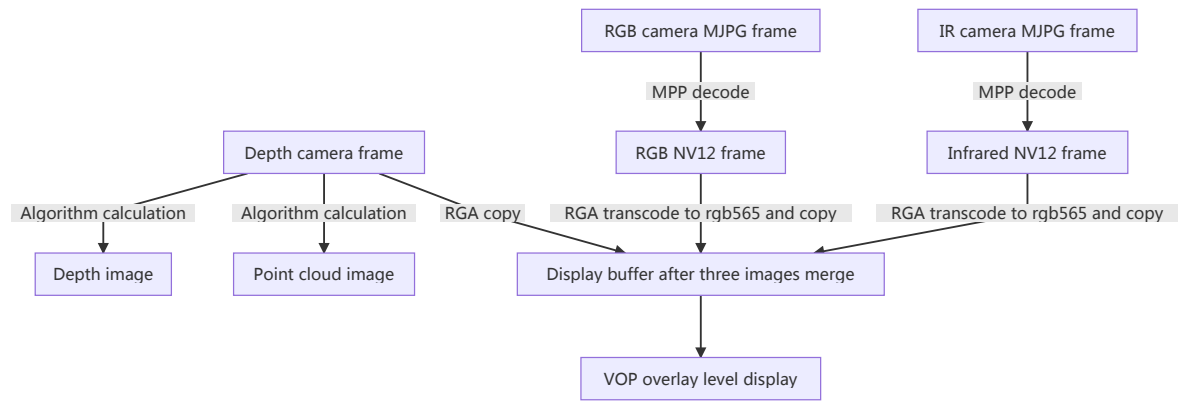 RGB camera MJPG frame
IR camera MJPG frame
MPP decode
MPP decode
Depth camera frame
RGB NV12 frame
Infrared NV12 frame
Algorithm calculation
Algorithm calculation
RGA copy
RGA transcode to rgb565 and copy
RGA transcode to rgb565 and copy
Depth image
Point cloud image
Display buffer after three images merge
VOP overlay level display